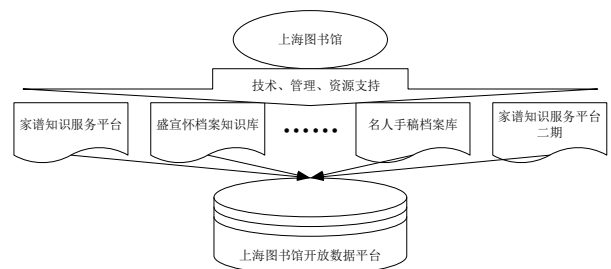 上海图书馆
技术、管理、资源支持
家谱知识服务平台
盛宣怀档案知识库
••••••
名人手稿档案库
家谱知识服务平台
二期
上海图书馆开放数据平台